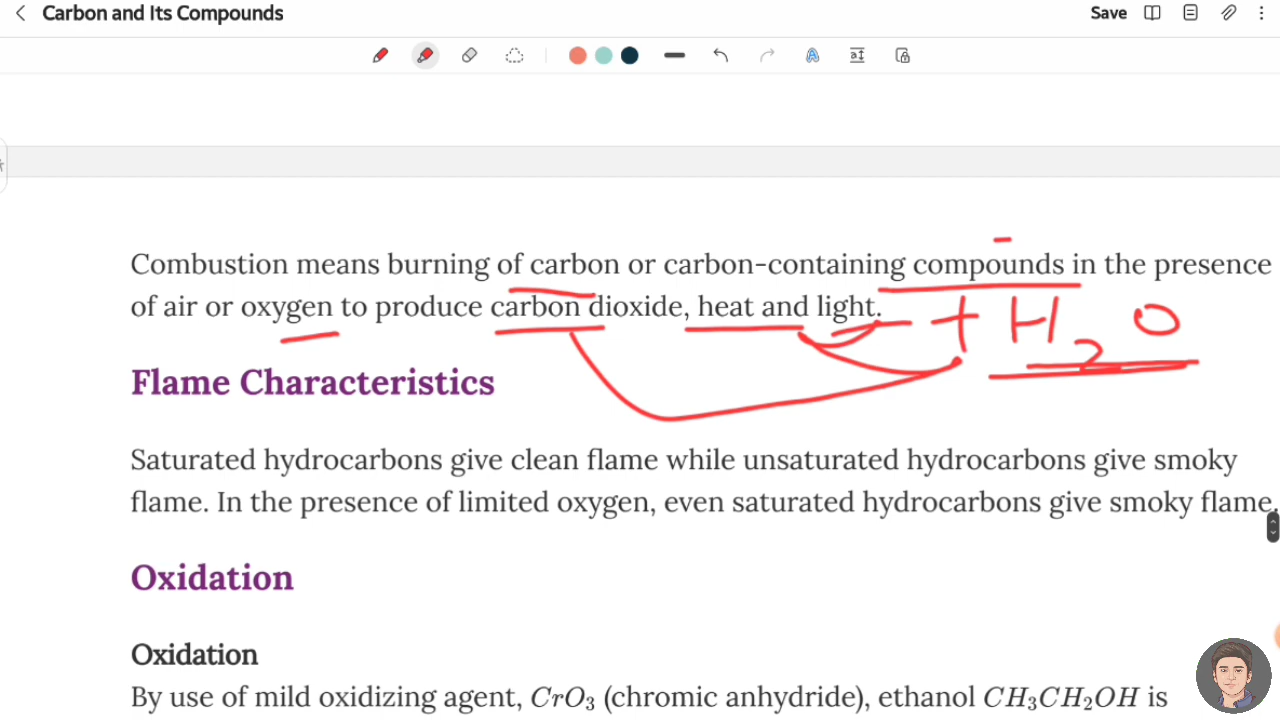 Carbon and Its Compounds
Save
Combustion means burning of carbon or carbon-containing compounds in the presence
of air or oxygen to produce carbon dioxide, heat and light. + H₂O
Flame Characteristics
Saturated hydrocarbons give clean flame while unsaturated hydrocarbons give smoky
flame. In the presence of limited oxygen, even saturated hydrocarbons give smoky flame.
Oxidation
Oxidation
By use of mild oxidizing agent, CrO₃ (chromic anhydride), ethanol CH₃CH₂OH is